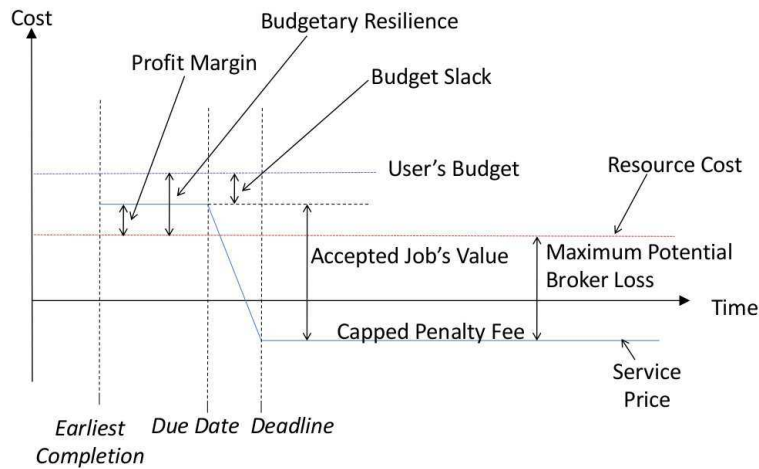 Cost
Budgetary Resilience
Profit Margin
Budget Slack
User's Budget
Resource Cost
Accepted Job's Value
Maximum Potential
Broker Loss
Time
Capped Penalty Fee
Service
Price
Earliest
Completion
Due Date
Deadline